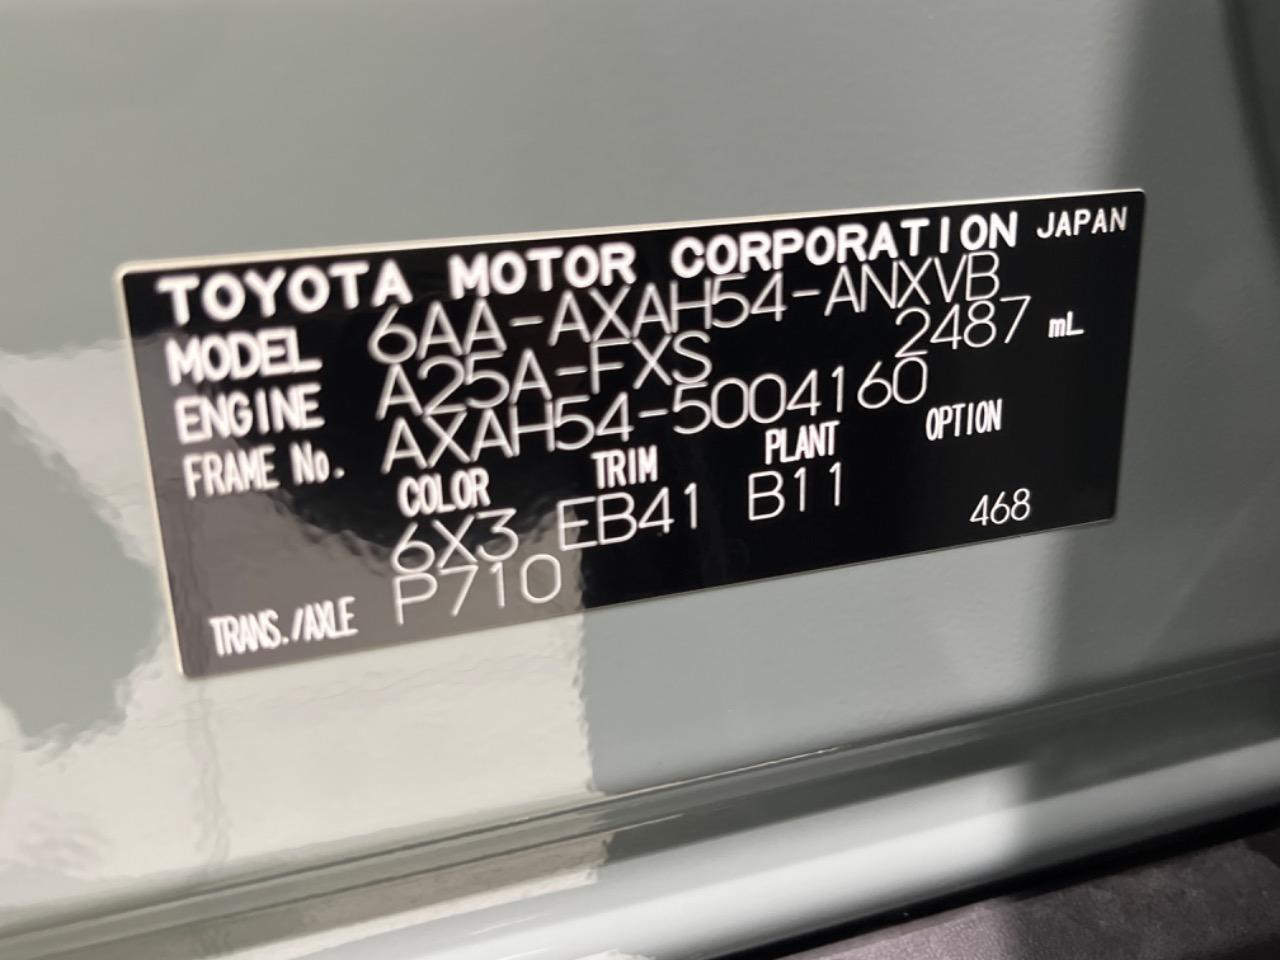 TOYOTA MOTOR CORPORATION JAPAN
MODEL 6AA-AXAH54-ANXVB
ENGINE A25A-FXS 2487 mL
FRAME No. AXAH54-5004160
COLOR TRIM PLANT OPTION
6X3 EB41 B11 468
TRANS./AXLE P710